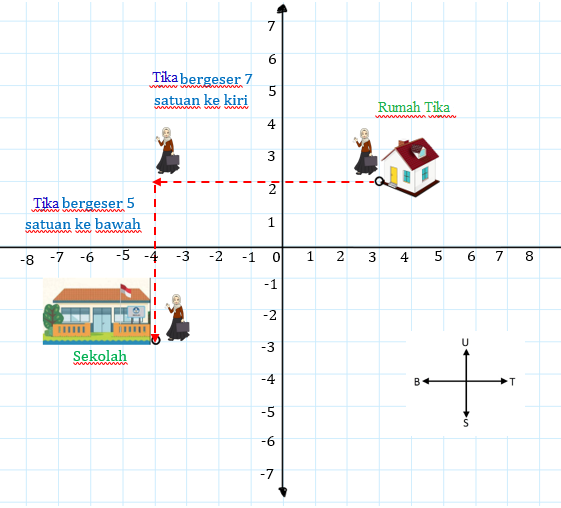 7
6
Tika bergeser 7
satuan ke kiri
5
Rumah Tika
4
3
2
Tika bergeser 5
satuan ke bawah
1
-8 -7 -6 -5 -4 -3 -2 -1 0 1 2 3 4 5 6 7 8
-1
-2
-3
Sekolah
U
B T
S
-4
-5
-6
-7